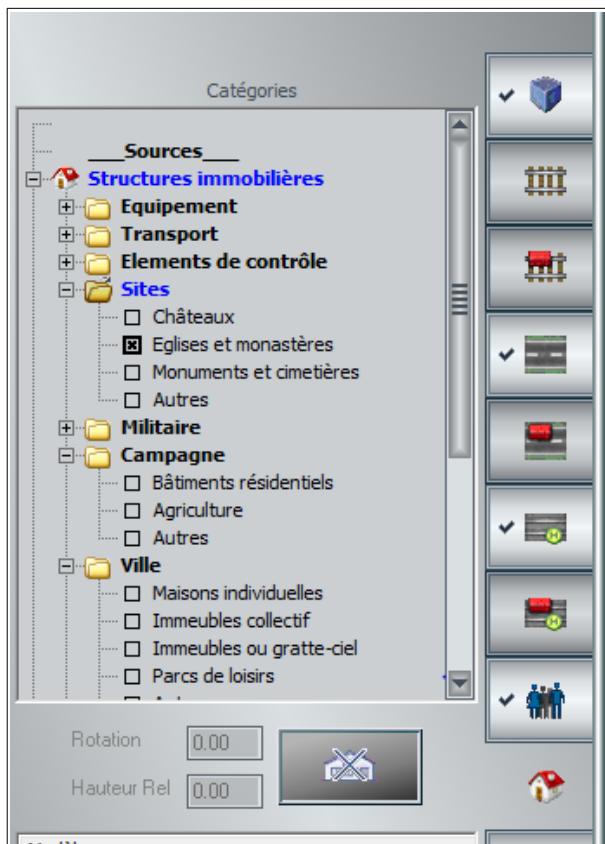 Catégories
___Sources___
Structures immobilières
Equipement
Transport
Elements de contrôle
Sites
Châteaux
Eglises et monastères
Monuments et cimetières
Autres
Militaire
Campagne
Bâtiments résidentiels
Agriculture
Autres
Ville
Maisons individuelles
Immeubles collectif
Immeubles ou gratte-ciel
Parcs de loisirs
Rotation 0.00
Hauteur Rel 0.00